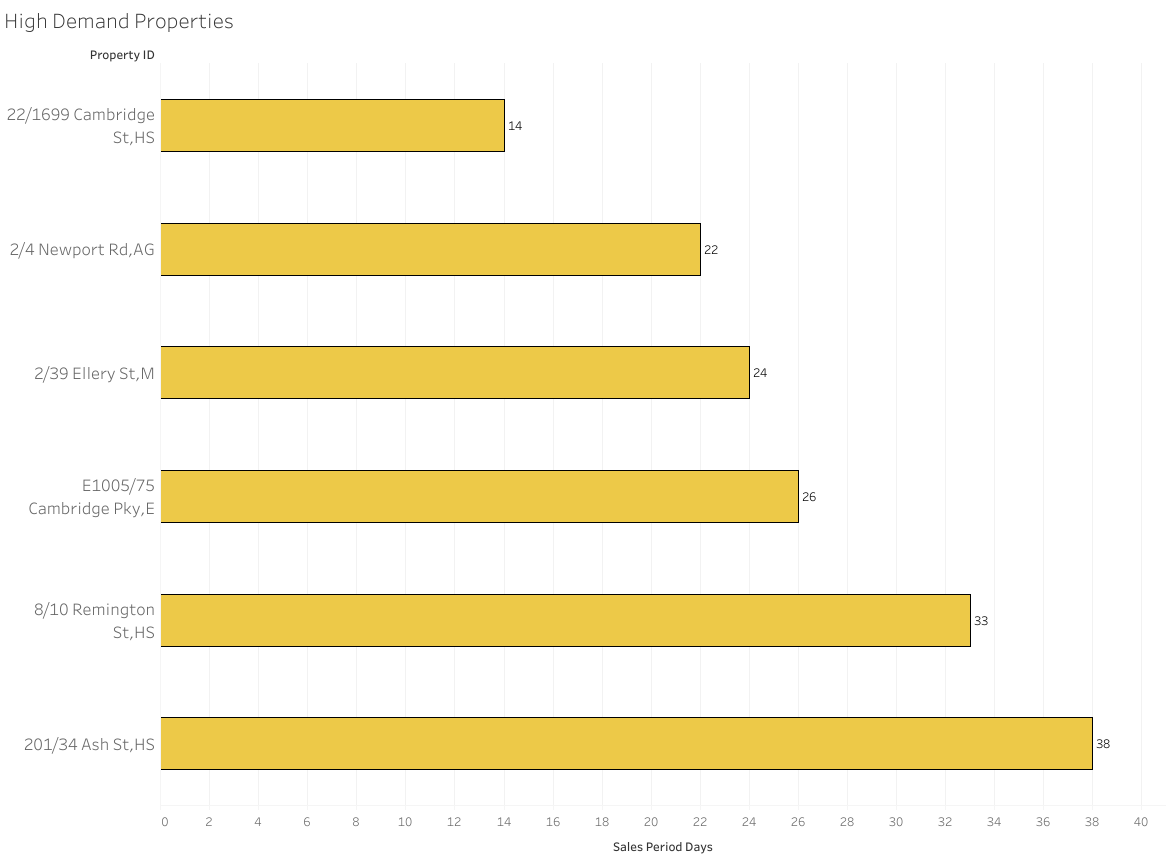 High Demand Properties
Property ID
22/1699 Cambridge
St,HS
14
2/4 Newport Rd,AG
22
2/39 Ellery St,M
24
E1005/75
Cambridge Pky,E
26
8/10 Remington
St,HS
33
201/34 Ash St,HS
38
0 2 4 6 8 10 12 14 16 18 20 22 24 26 28 30 32 34 36 38 40
Sales Period Days